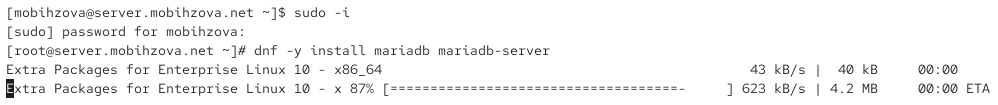 [mobihzova@server.mobihzova.net ~]$ sudo -i
[sudo] password for mobihzova:
[root@server.mobihzova.net ~]# dnf -y install mariadb mariadb-server
Extra Packages for Enterprise Linux 10 - x86_64 43 kB/s | 40 kB 00:00
Extra Packages for Enterprise Linux 10 - x 87% [====================================- ] 623 kB/s | 4.2 MB 00:00 ETA